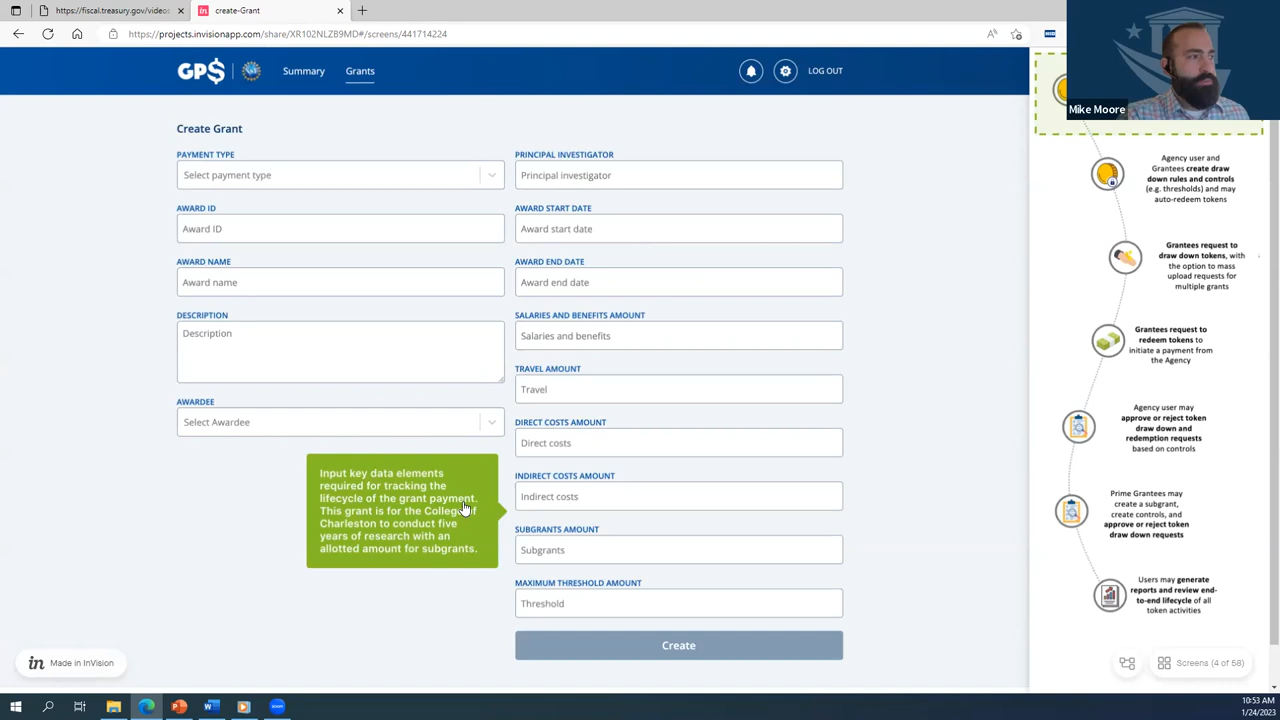 https://fiscal.treasury.gov/videos
create-Grant
https://projects.invisionapp.com/share/XR102NLZB9MD#/screens/441714224
GP$
Summary
Grants
LOG OUT
Mike Moore
Create Grant
PAYMENT TYPE
Select payment type
AWARD ID
Award ID
AWARD NAME
Award name
DESCRIPTION
Description
AWARDEE
Select Awardee
Input key data elements
required for tracking the
lifecycle of the grant payment.
This grant is for the College of
Charleston to conduct five
years of research with an
allotted amount for subgrants.
PRINCIPAL INVESTIGATOR
Principal investigator
AWARD START DATE
Award start date
AWARD END DATE
Award end date
SALARIES AND BENEFITS AMOUNT
Salaries and benefits
TRAVEL AMOUNT
Travel
DIRECT COSTS AMOUNT
Direct costs
INDIRECT COSTS AMOUNT
Indirect costs
SUBGRANTS AMOUNT
Subgrants
MAXIMUM THRESHOLD AMOUNT
Threshold
Create
Agency user and
Grantees create draw
down rules and controls
(e.g. thresholds) and may
auto-redeem tokens
Grantees request to
draw down tokens, with
the option to mass
upload requests for
multiple grants
Grantees request to
redeem tokens to
initiate a payment from
the Agency
Agency user may
approve or reject token
draw down and
redemption requests
based on controls
Prime Grantees may
create a subgrant,
create controls, and
approve or reject token
draw down requests
Users may generate
reports and review end-
to-end lifecycle of all
token activities
in Made in InVision
Screens (4 of 58)
10:53 AM
1/24/2023